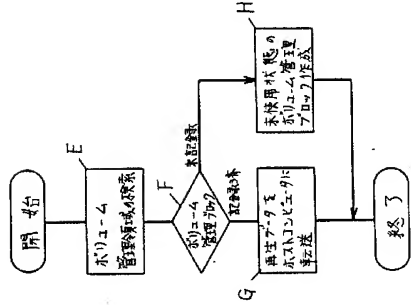 開始
E
ボリューム
管理領域の検索
F
ボリューム
管理ブロック
未記録
記録済
G
再生データを
ホストコンピュータに
転送
H
未使用状態の
ボリューム管理
ブロック作成
終了